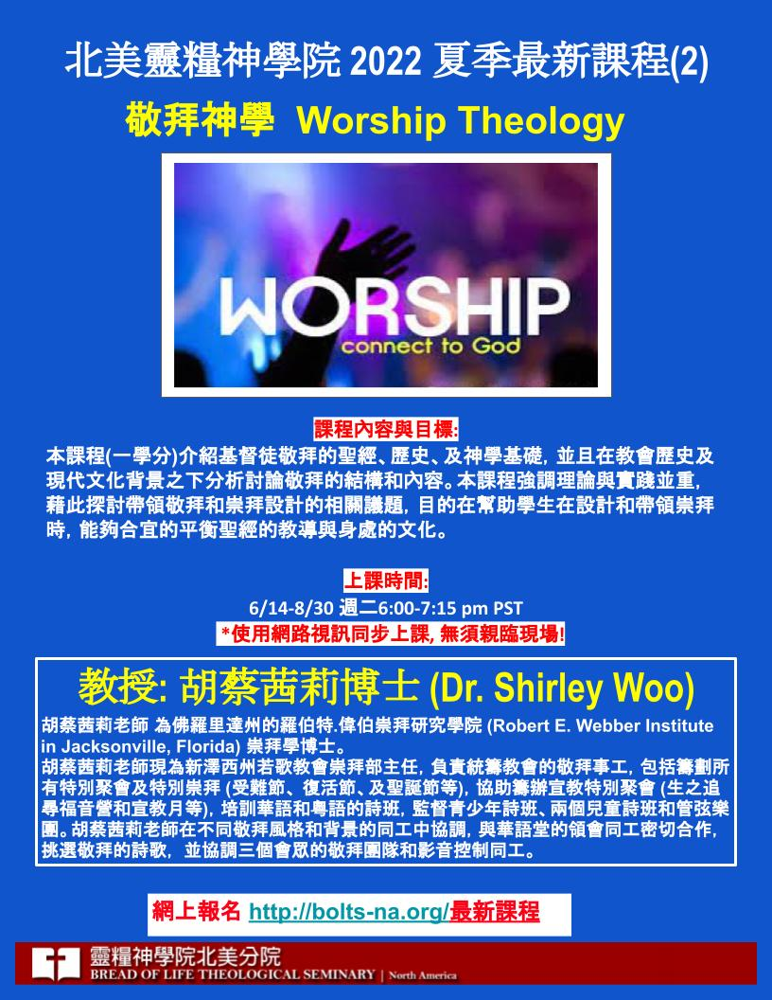 北美靈糧神學院 2022 夏季最新課程(2)
敬拜神學 Worship Theology
WORSHIP
connect to God
課程內容與目標:
本課程(一學分)介紹基督徒敬拜的聖經、歷史、及神學基礎, 並且在教會歷史及
現代文化背景之下分析討論敬拜的結構和內容。本課程強調理論與實踐並重,
藉此探討帶領敬拜和崇拜設計的相關議題, 目的在幫助學生在設計和帶領崇拜
時, 能夠合宜的平衡聖經的教導與身處的文化。
上課時間:
6/14-8/30 週二6:00-7:15 pm PST
*使用網路視訊同步上課, 無須親臨現場!
教授: 胡蔡茜莉博士 (Dr. Shirley Woo)
胡蔡茜莉老師 為佛羅里達州的羅伯特.偉伯崇拜研究學院 (Robert E. Webber Institute
in Jacksonville, Florida) 崇拜學博士。
胡蔡茜莉老師現為新澤西州若歌教會崇拜部主任, 負責統籌教會的敬拜事工, 包括籌劃所
有特別聚會及特別崇拜 (受難節、復活節、及聖誕節等), 協助籌辦宣教特別聚會 (生之追
尋福音營和宣教月等), 培訓華語和粵語的詩班, 監督青少年詩班、兩個兒童詩班和管弦樂
團。胡蔡茜莉老師在不同敬拜風格和背景的同工中協調, 與華語堂的領會同工密切合作,
挑選敬拜的詩歌, 並協調三個會眾的敬拜團隊和影音控制同工。
網上報名 http://bolts-na.org/最新課程
靈糧神學院北美分院
BREAD OF LIFE THEOLOGICAL SEMINARY | North America